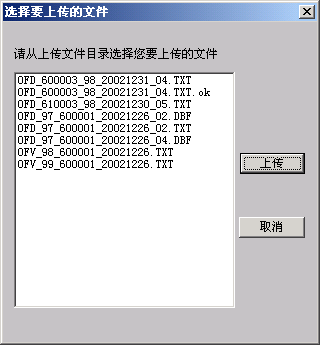 选择要上传的文件
请从上传文件目录选择您要上传的文件
OFD_600003_98_20021231_04.TXT
OFD_600003_98_20021231_04.TXT.ok
OFD_610003_98_20021230_05.TXT
OFD_97_600001_20021226_02.DBF
OFD_97_600001_20021226_02.TXT
OFD_97_600001_20021226_04.DBF
OFV_98_600001_20021226.TXT
OFV_99_600001_20021226.TXT
上传
取消